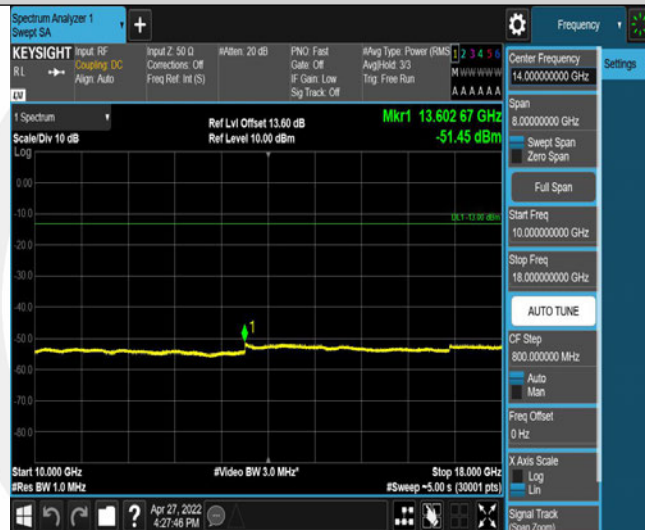 Spectrum Analyzer 1
Swept SA
+
Frequency
KEYSIGHT
RL
Input: RF
Coupling: DC
Align: Auto
Input Z: 50 Ω
Corrections: Off
Freq Ref: Int (S)
#Atten: 20 dB
PNO: Fast
Gate: Off
IF Gain: Low
Sig Track: Off
#Avg Type: Power (RMS
Avg|Hold: 3/3
Trig: Free Run
1 2 3 4 5 6
M W W W W W
A A A A A A
1 Spectrum
Scale/Div 10 dB
Log
Ref Lvl Offset 13.60 dB
Ref Level 10.00 dBm
Mkr1 13.602 67 GHz
-51.45 dBm
0.00
-10.0
DL1 -13.00 dBm
-20.0
-30.0
-40.0
1
-50.0
-60.0
-70.0
-80.0
Start 10.000 GHz
#Res BW 1.0 MHz
#Video BW 3.0 MHz*
Stop 18.000 GHz
#Sweep ~5.00 s (30001 pts)
Apr 27, 2022
4:27:46 PM
Settings
Center Frequency
14.000000000 GHz
Span
8.00000000 GHz
Swept Span
Zero Span
Full Span
Start Freq
10.000000000 GHz
Stop Freq
18.000000000 GHz
AUTO TUNE
CF Step
800.000000 MHz
Auto
Man
Freq Offset
0 Hz
X Axis Scale
Log
Lin
Signal Track
(Span Zoom)